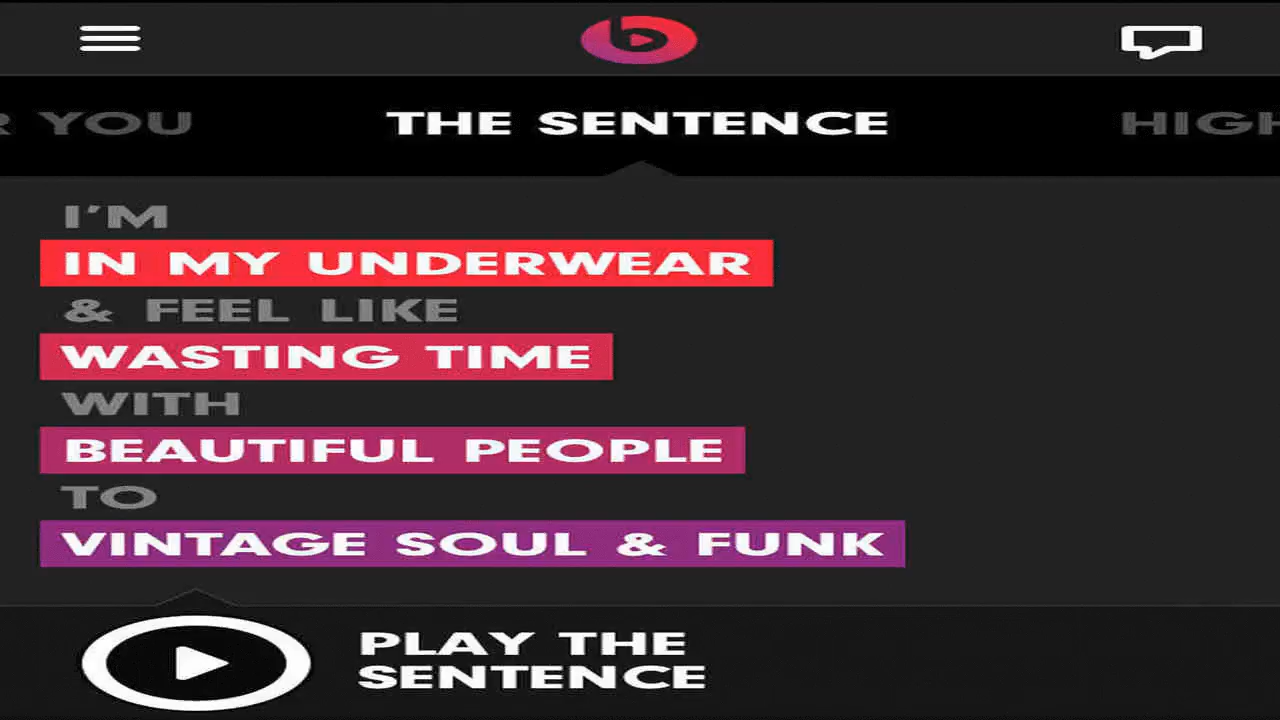 R YOU THE SENTENCE HIGH
I'M
IN MY UNDERWEAR
& FEEL LIKE
WASTING TIME
WITH
BEAUTIFUL PEOPLE
TO
VINTAGE SOUL & FUNK
PLAY THE
SENTENCE